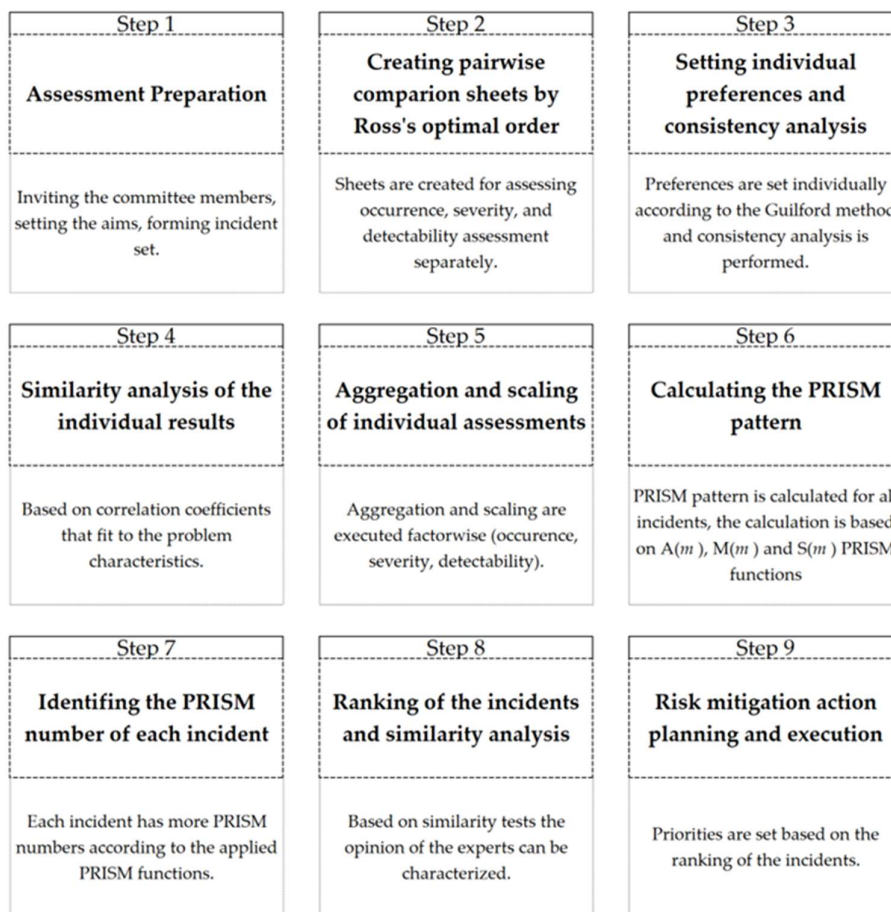 Step 1
Assessment Preparation
Inviting the committee members,
setting the aims, forming incident
set.
Step 2
Creating pairwise
comparion sheets by
Ross's optimal order
Sheets are created for assessing
occurrence, severity, and
detectability assessment
separately.
Step 3
Setting individual
preferences and
consistency analysis
Preferences are set individually
according to the Guilford metho
and consistency analysis is
performed.
Step 4
Similarity analysis of the
individual results
Based on correlation coefficients
that fit to the problem
characteristics.
Step 5
Aggregation and scaling
of individual assessments
Aggregation and scaling are
executed factorwise (occurence,
severity, detectability).
Step 6
Calculating the PRISM
pattern
PRISM pattern is calculated for al
incidents, the calculation is based
on A(m ), M(m ) and S(m ) PRISM
functions
Step 7
Identifing the PRISM
number of each incident
Each incident has more PRISM
numbers according to the applied
PRISM functions.
Step 8
Ranking of the incidents
and similarity analysis
Based on similarity tests the
opinion of the experts can be
characterized.
Step 9
Risk mitigation action
planning and execution
Priorities are set based on the
ranking of the incidents.